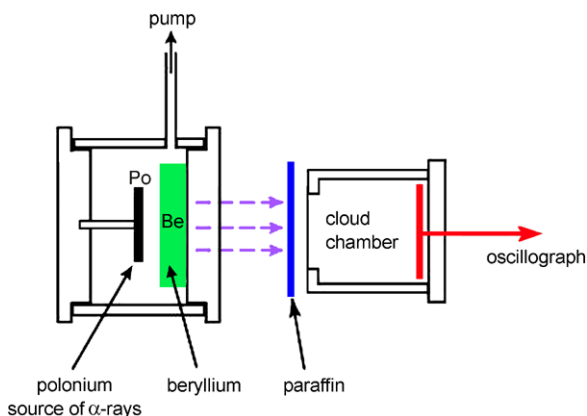 pump
Po
Be
cloud
chamber
oscillograph
polonium
source of α-rays
beryllium
paraffin